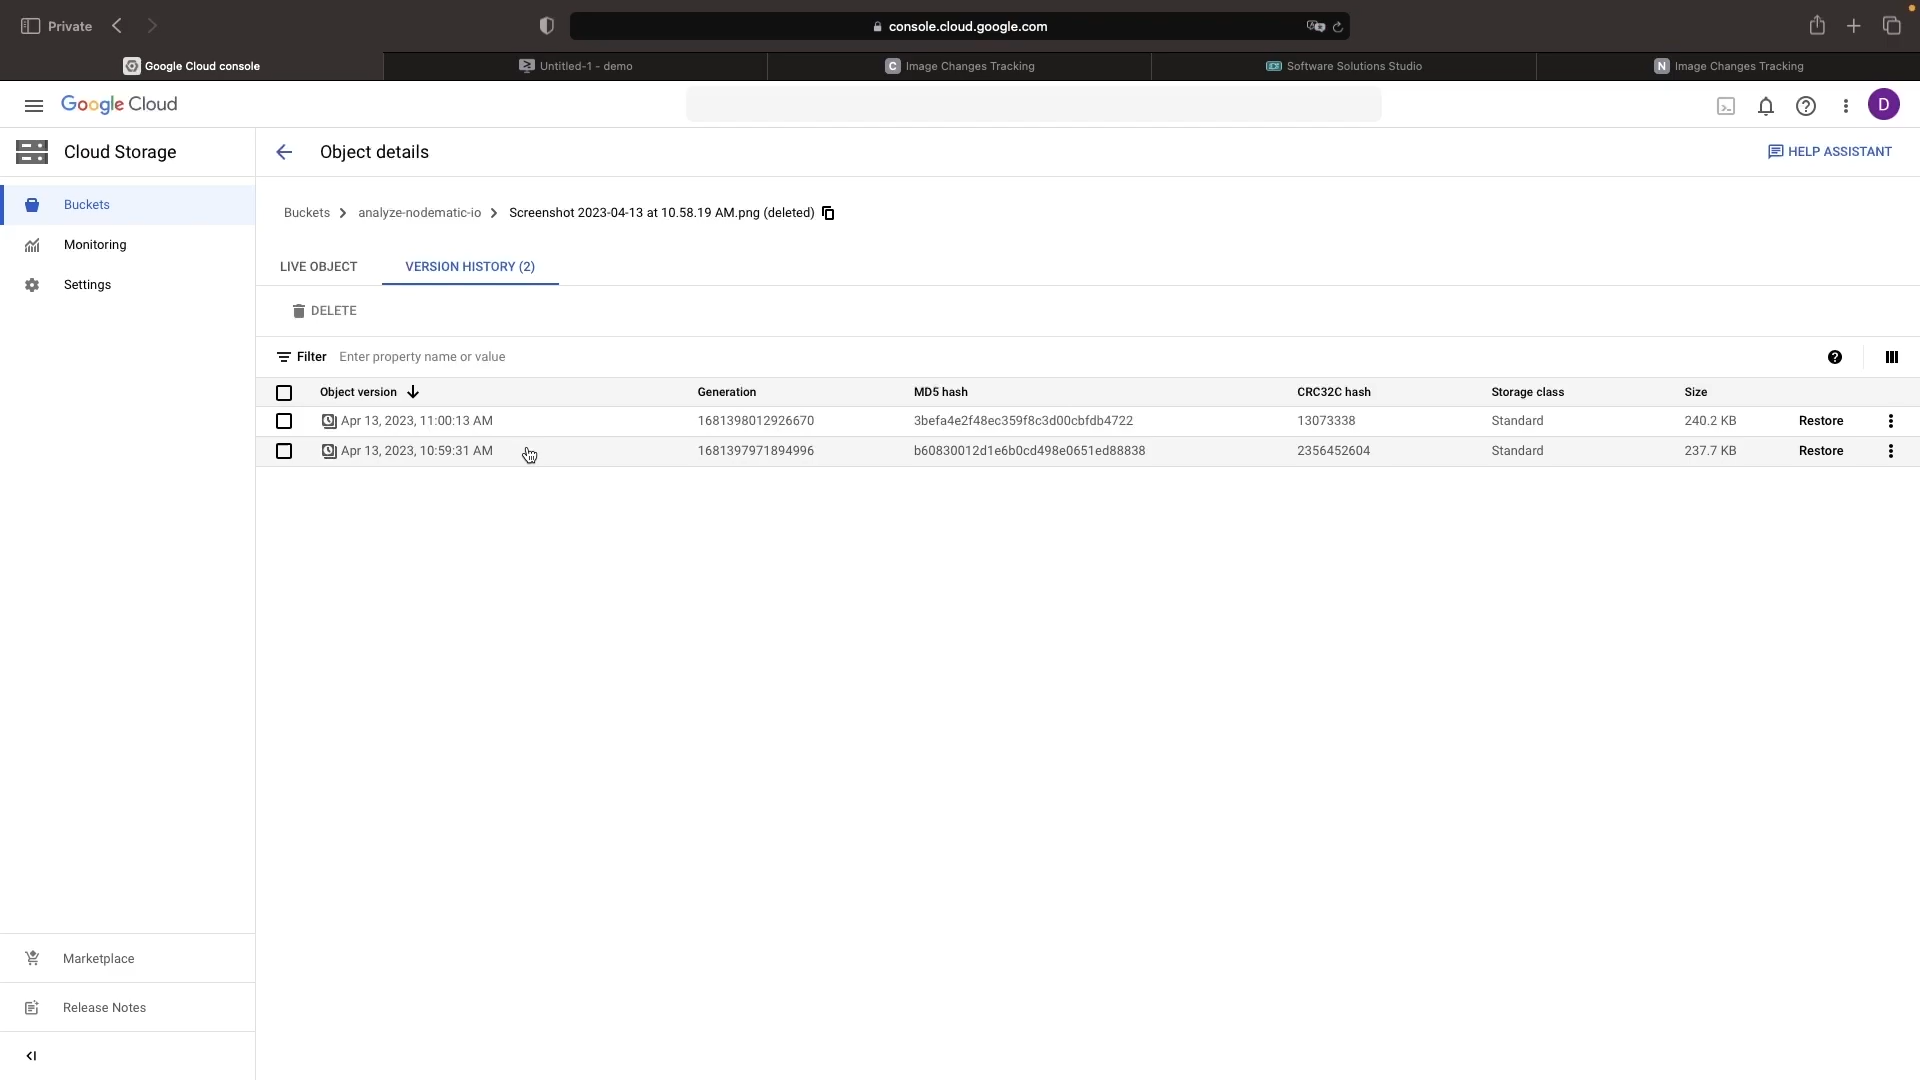 Private
console.cloud.google.com
Google Cloud console
Untitled-1 - demo
C Image Changes Tracking
Software Solutions Studio
N Image Changes Tracking
Google Cloud
D
Cloud Storage
Object details
HELP ASSISTANT
Buckets
Monitoring
Settings
Buckets > analyze-nodematic-io > Screenshot 2023-04-13 at 10.58.19 AM.png (deleted)
LIVE OBJECT VERSION HISTORY (2)
DELETE
Filter Enter property name or value
Object version Generation MD5 hash CRC32C hash Storage class Size
Apr 13, 2023, 11:00:13 AM 1681398012926670 3befa4e2f48ec359f8c3d00cbfdb4722 13073338 Standard 240.2 KB Restore
Apr 13, 2023, 10:59:31 AM 1681397971894996 b60830012d1e6b0cd498e0651ed88838 2356452604 Standard 237.7 KB Restore
Marketplace
Release Notes